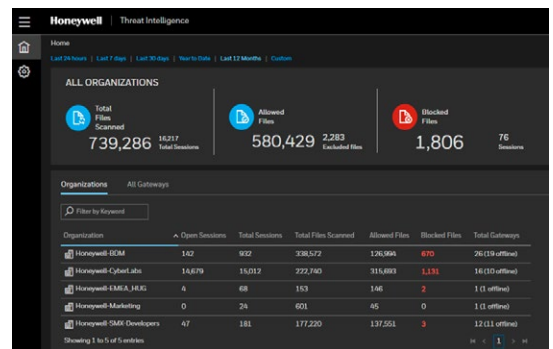 Honeywell | Threat Intelligence
Home
Last 24 hours | Last 7 days | Last 30 days | Year to Date | Last 12 Months | Custom
ALL ORGANIZATIONS
Total Files Scanned
739,286 16,217 Total Sessions
Allowed Files
580,429 2,283 Excluded files
Blocked Files
1,806 76 Sessions
Organizations All Gateways
Filter by Keyword
Organization Open Sessions Total Sessions Total Files Scanned Allowed Files Blocked Files Total Gateways
Honeywell-BDM 142 932 338,572 126,994 670 26 (19 offline)
Honeywell-CyberLabs 14,679 15,012 222,740 315,693 1,131 16 (10 offline)
Honeywell-EMEA_HUG 4 68 153 146 2 1 (1 offline)
Honeywell-Marketing 0 24 601 45 0 1 (1 offline)
Honeywell-SMX-Developers 47 181 177,220 137,551 3 12 (11 offline)
Showing 1 to 5 of 5 entries
1